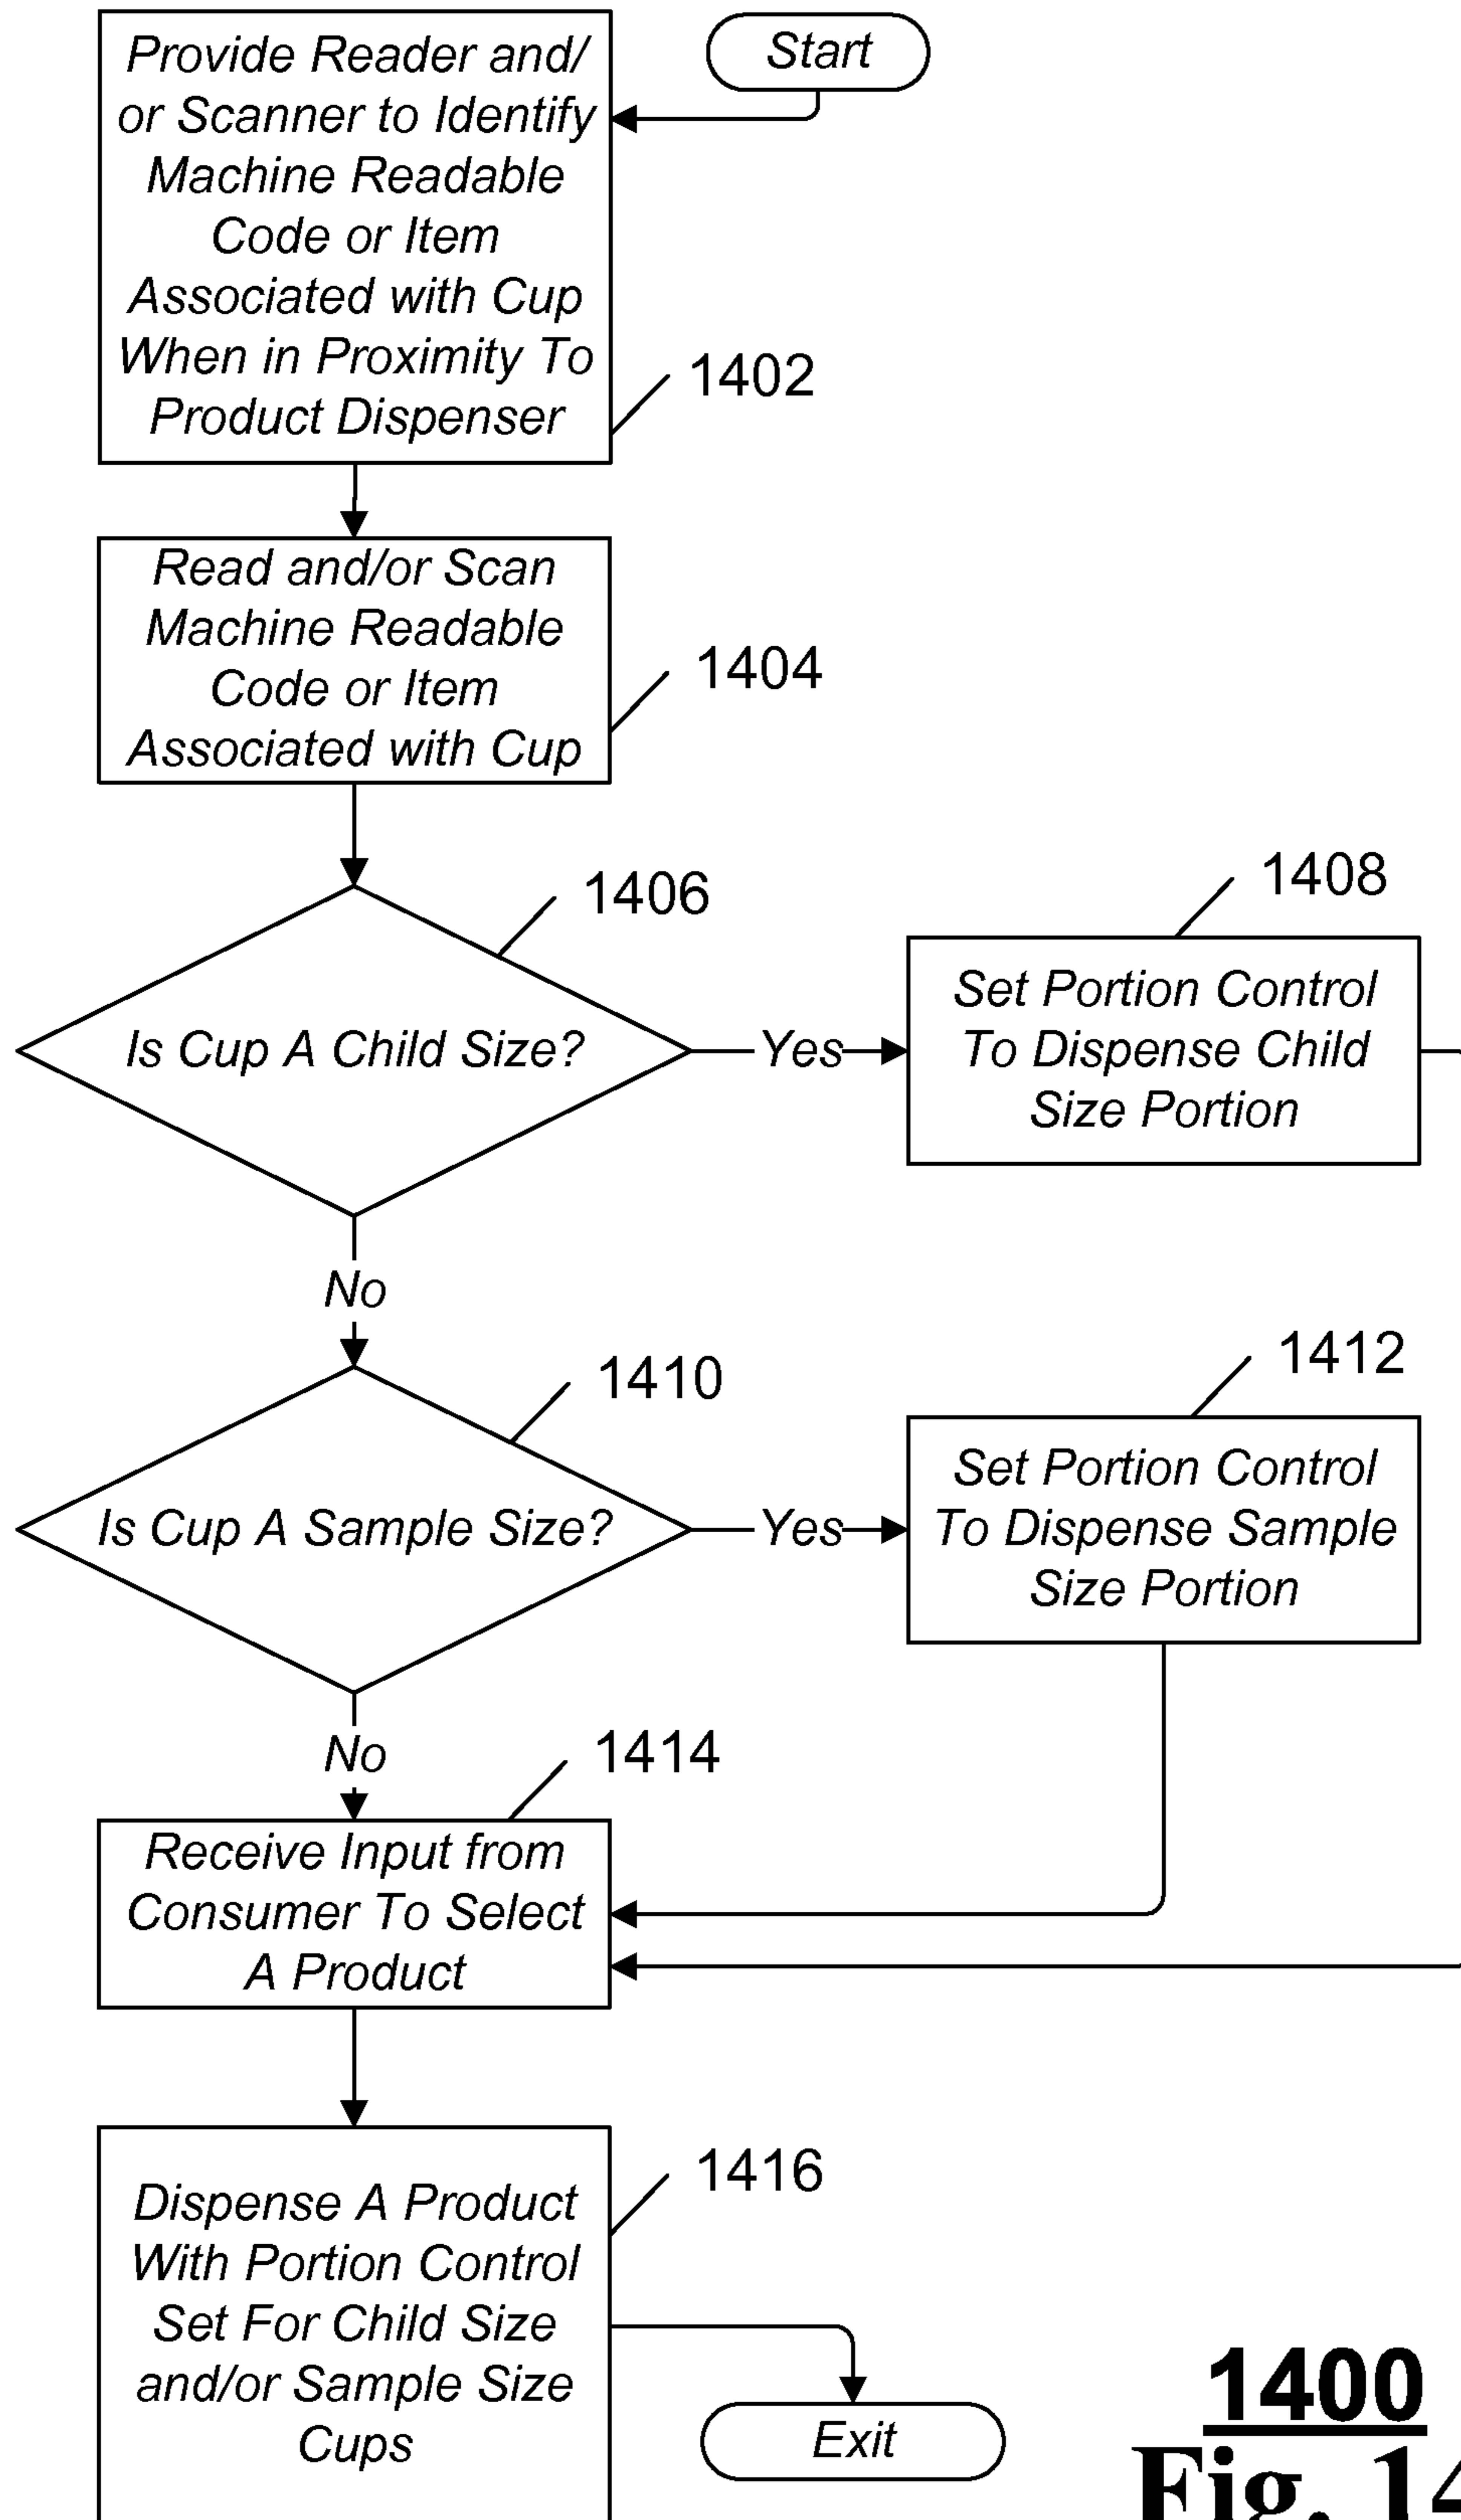 Start
Provide Reader and/
or Scanner to Identify
Machine Readable
Code or Item
Associated with Cup
When in Proximity To
Product Dispenser
1402
Read and/or Scan
Machine Readable
Code or Item
Associated with Cup
1404
1406
Is Cup A Child Size?
Yes
1408
Set Portion Control
To Dispense Child
Size Portion
No
1410
Is Cup A Sample Size?
Yes
1412
Set Portion Control
To Dispense Sample
Size Portion
No
1414
Receive Input from
Consumer To Select
A Product
1416
Dispense A Product
With Portion Control
Set For Child Size
and/or Sample Size
Cups
Exit
1400
Fig. 14